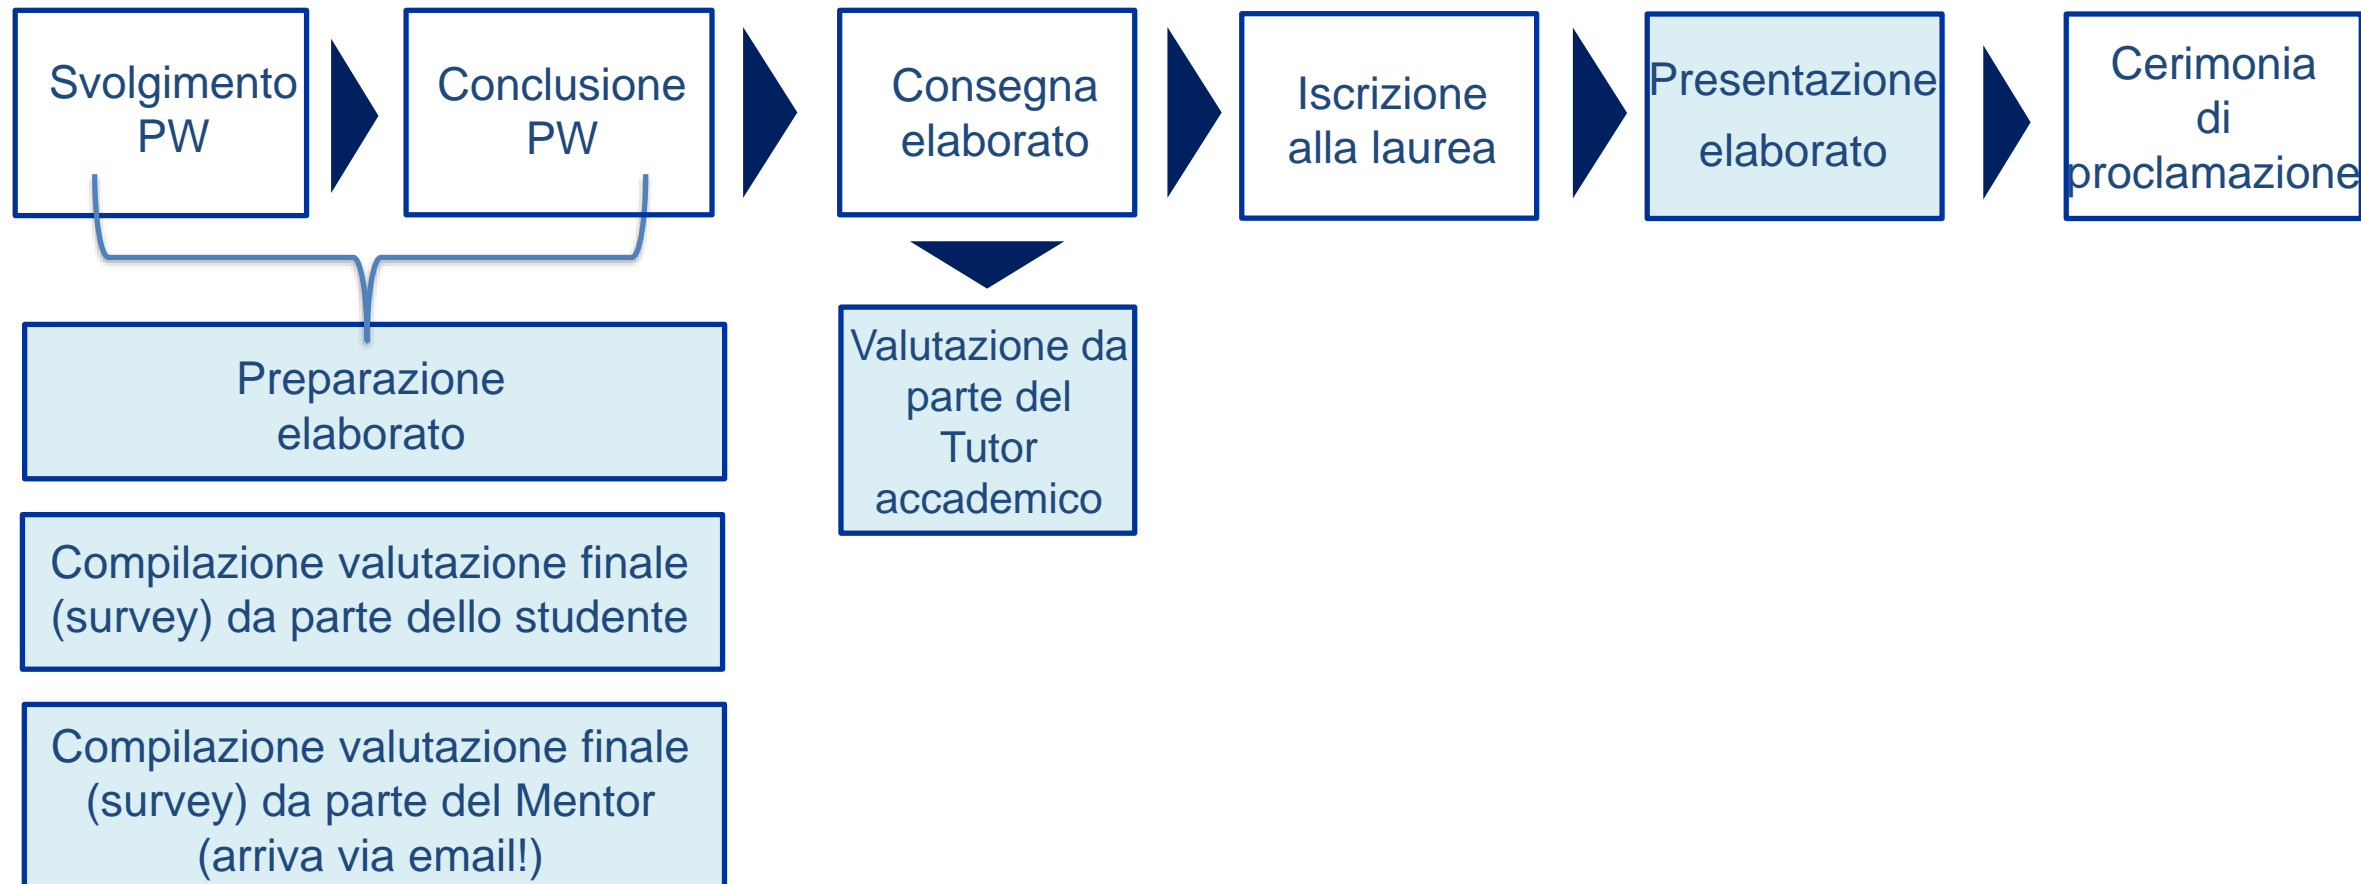 Svolgimento
PW
Conclusione
PW
Consegna
elaborato
Iscrizione
alla laurea
Presentazione
elaborato
Cerimonia
di
proclamazione
Preparazione
elaborato
Valutazione da
parte del
Tutor
accademico
Compilazione valutazione finale
(survey) da parte dello studente
Compilazione valutazione finale
(survey) da parte del Mentor
(arriva via email!)